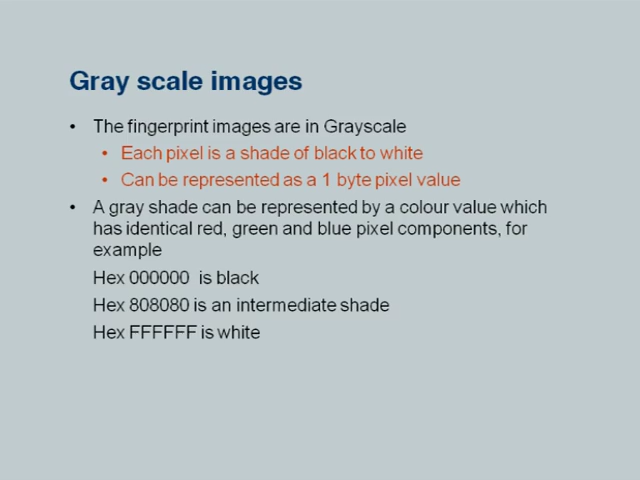 Gray scale images
• The fingerprint images are in Grayscale
• Each pixel is a shade of black to white
• Can be represented as a 1 byte pixel value
• A gray shade can be represented by a colour value which
has identical red, green and blue pixel components, for
example
Hex 000000 is black
Hex 808080 is an intermediate shade
Hex FFFFFF is white